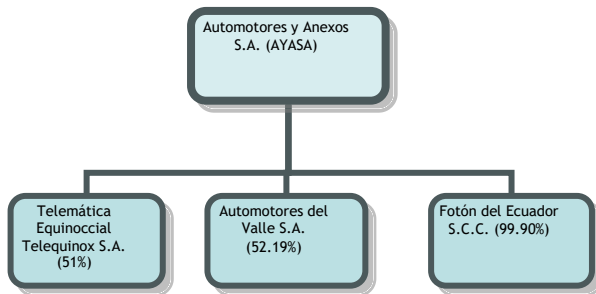 Automotores y Anexos
S.A. (AYASA)
Telemática
Equinoccial
Telequinox S.A.
(51%)
Automotores del
Valle S.A.
(52.19%)
Fotón del Ecuador
S.C.C. (99.90%)